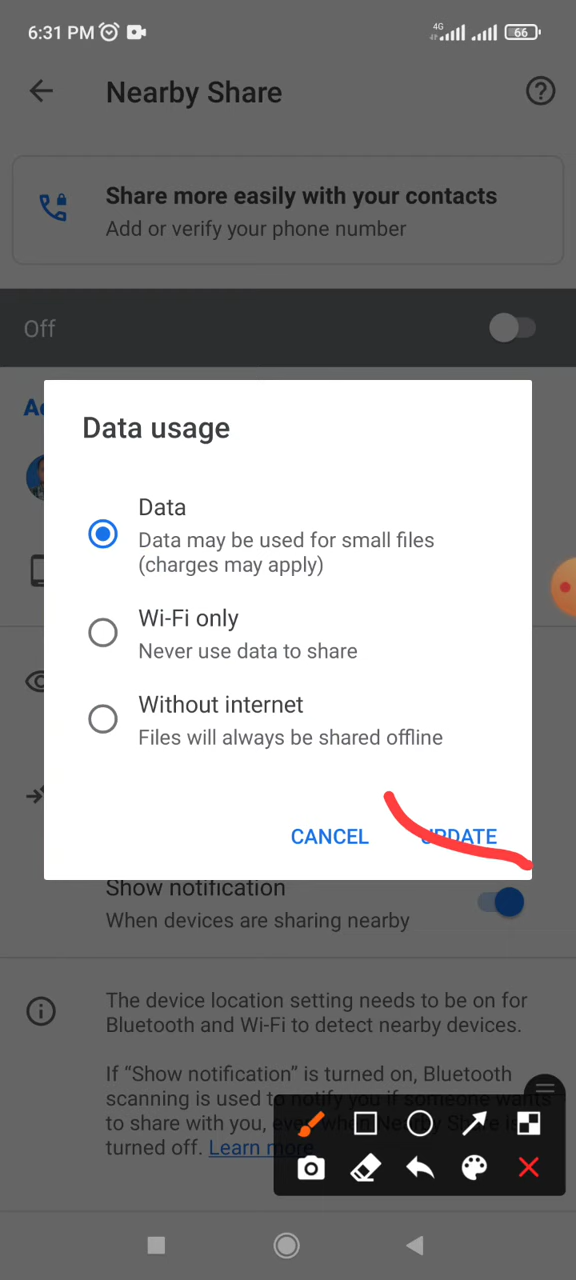 6:31 PM
4G
66
Nearby Share
Share more easily with your contacts
Add or verify your phone number
Off
Data usage
Data
Data may be used for small files
(charges may apply)
Wi-Fi only
Never use data to share
Without internet
Files will always be shared offline
CANCEL UPDATE
Show notification
When devices are sharing nearby
The device location setting needs to be on for
Bluetooth and Wi-Fi to detect nearby devices.
If “Show notification” is turned on, Bluetooth
scanning is used to notify you if someone wants
to share with you, even when Nearby Share is
turned off. Learn more